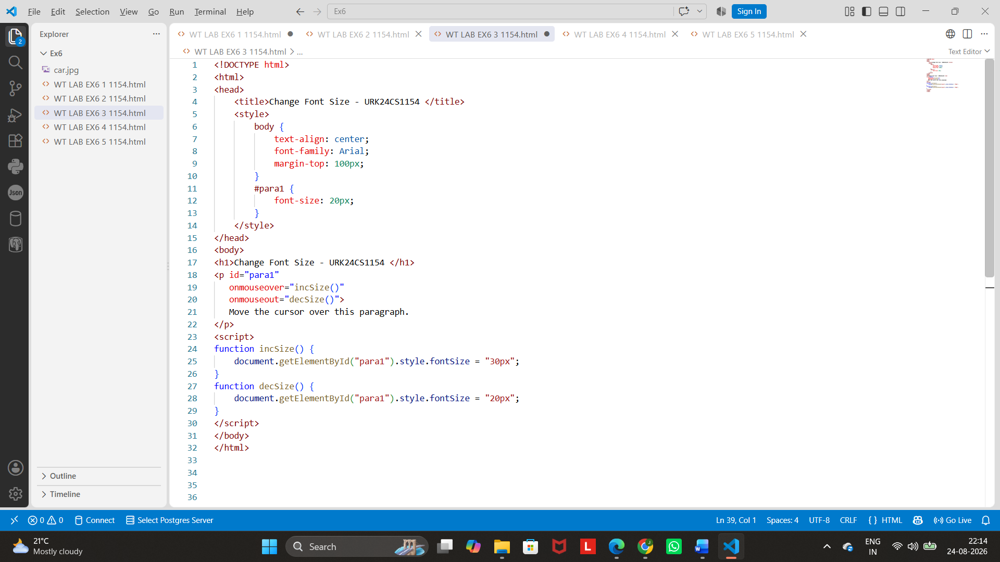 File Edit Selection View Go Run Terminal Help
Ex6
Sign In
Explorer
WT LAB EX6 1 1154.html
WT LAB EX6 2 1154.html
WT LAB EX6 3 1154.html
WT LAB EX6 4 1154.html
WT LAB EX6 5 1154.html
WT LAB EX6 3 1154.html > ...
Text Editor
Ex6
car.jpg
WT LAB EX6 1 1154.html
WT LAB EX6 2 1154.html
WT LAB EX6 3 1154.html
WT LAB EX6 4 1154.html
WT LAB EX6 5 1154.html
2
Json
1 <!DOCTYPE html>
2 <html>
3 <head>
4 <title>Change Font Size - URK24CS1154 </title>
5 <style>
6 body {
7 text-align: center;
8 font-family: Arial;
9 margin-top: 100px;
10 }
11 #para1 {
12 font-size: 20px;
13 }
14 </style>
15 </head>
16 <body>
17 <h1>Change Font Size - URK24CS1154 </h1>
18 <p id="para1"
19 onmouseover="incSize()"
20 onmouseout="decSize()">
21 Move the cursor over this paragraph.
22 </p>
23 <script>
24 function incSize() {
25 document.getElementById("para1").style.fontSize = "30px";
26 }
27 function decSize() {
28 document.getElementById("para1").style.fontSize = "20px";
29 }
30 </script>
31 </body>
32 </html>
33
34
35
36
Outline
Timeline
0 0 Connect Select Postgres Server
Ln 39, Col 1 Spaces: 4 UTF-8 CRLF { } HTML Go Live
21°C
Mostly cloudy
Search
L
W
J
ENG
IN
22:14
24-08-2026